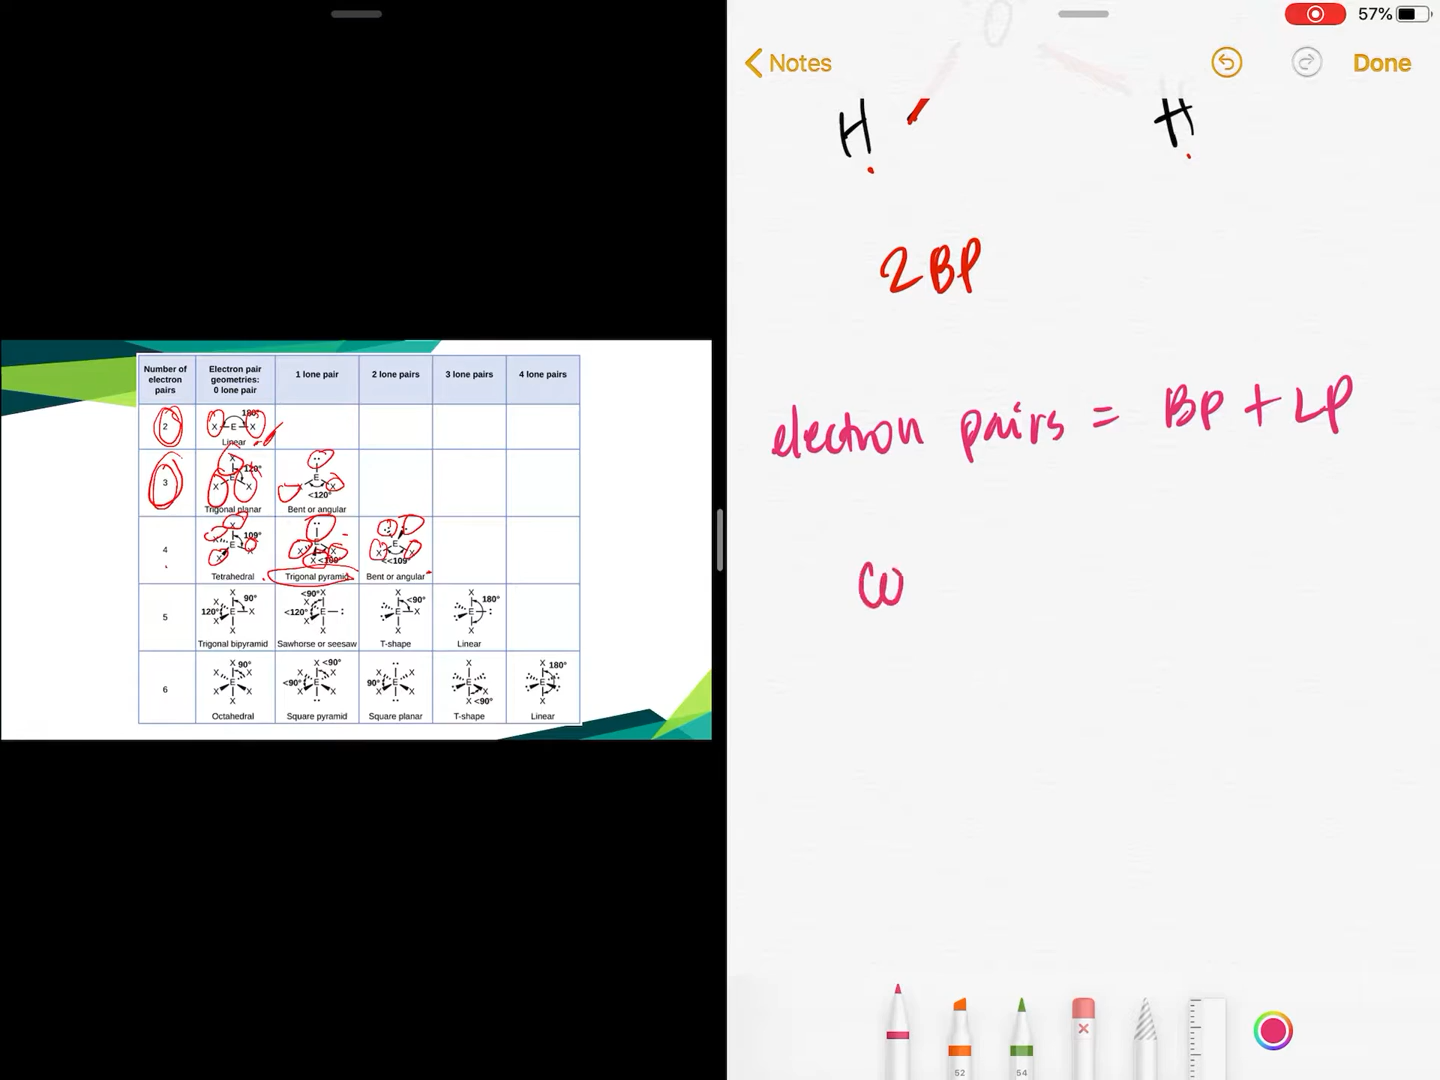 57%
Notes
Done
O
H H
2BP
electron pairs = BP + LP
CO
Number of electron pairs
Electron pair geometries: 0 lone pair
1 lone pair
2 lone pairs
3 lone pairs
4 lone pairs
2
180°
X E X
Linear
3
X
120°
E
X X
Trigonal planar
E
X X
<120°
Bent or angular
4
X
109°
X E
X X
Tetrahedral
E
X X
X <109°
Trigonal pyramid
E
X X
<<109°
Bent or angular
5
X 90°
120° E X
X
Trigonal bipyramid
<90° X
<120° E
X
Sawhorse or seesaw
X <90°
E X
X
T-shape
X 180°
E
X
Linear
6
X 90°
X X
E
X X
X
Octahedral
X <90°
X X
<90° E
X X
Square pyramid
X X
90° E
X X
Square planar
X
E
X X
X <90°
T-shape
X 180°
E
X
Linear
52
54